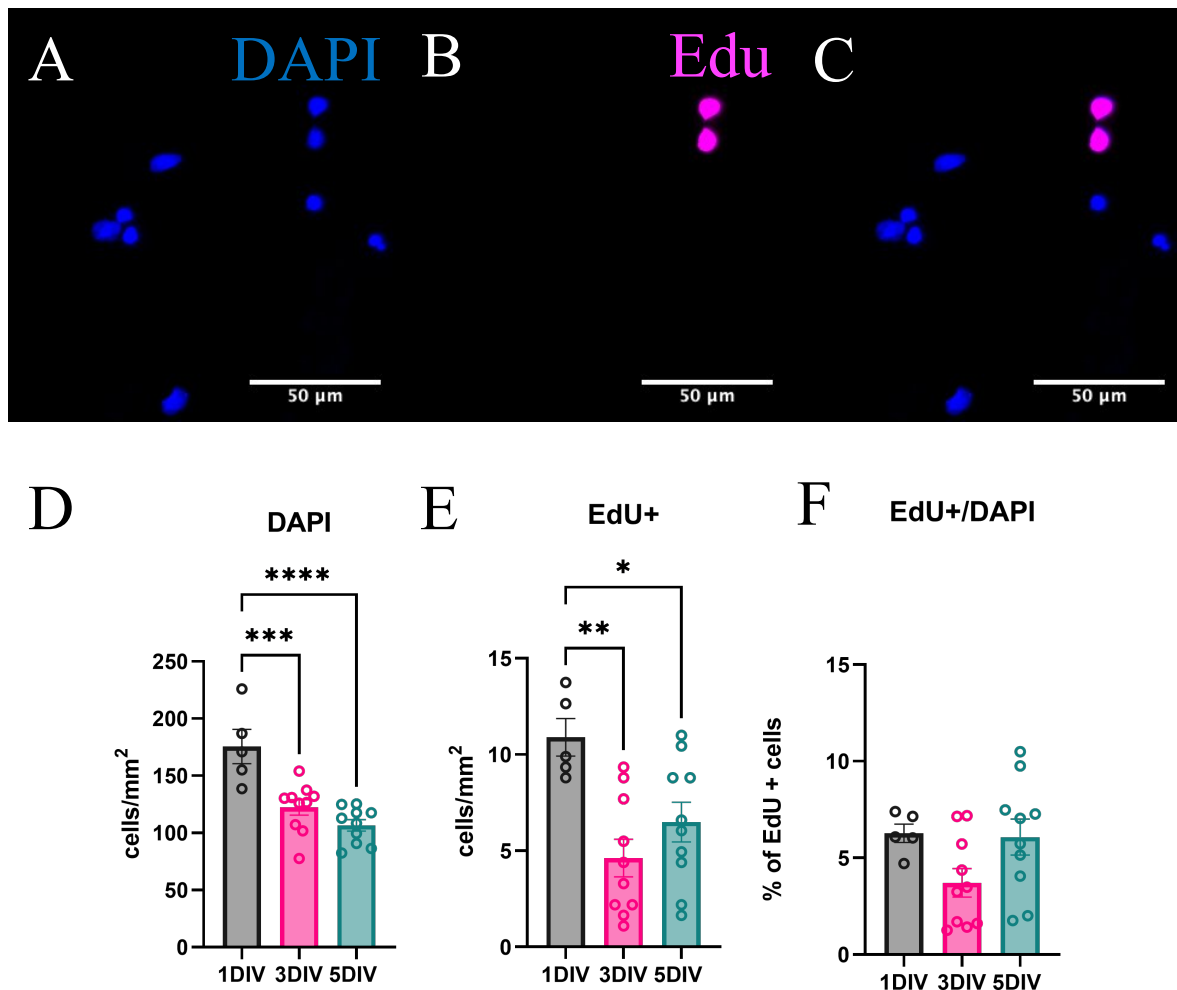 A DAPI B Edu C
50 µm 50 µm 50 µm
D
DAPI
****
***
cells/mm²
250
200
150
100
50
0
1DIV 3DIV 5DIV
E
EdU+
*
**
cells/mm²
15
10
5
0
1DIV 3DIV 5DIV
F
EdU+/DAPI
% of EdU + cells
15
10
5
0
1DIV 3DIV 5DIV